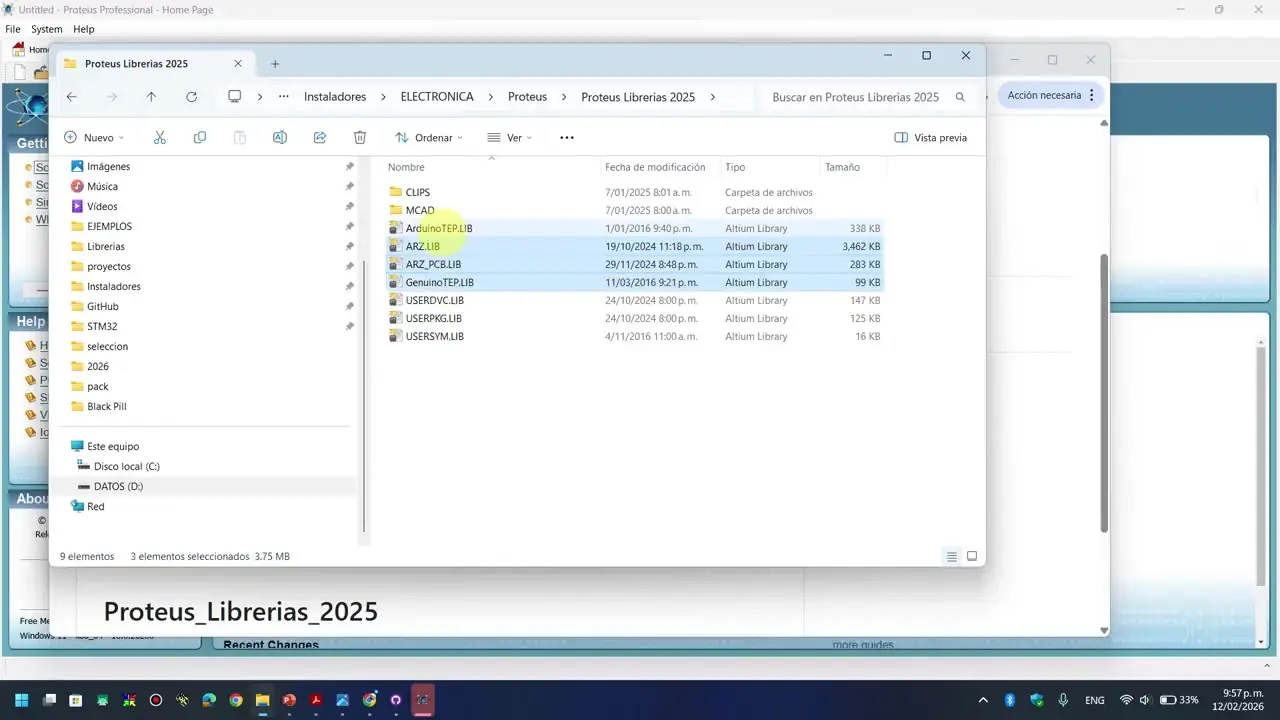 Untitled - Proteus Professional - Home Page
File System Help
Home
Proteus Librerias 2025
Instaladores ELECTRONICA Proteus Proteus Librerias 2025
Buscar en Proteus Librerias 2025
Acción necesaria
Nuevo
Ordenar
Ver
Vista previa
Getti
Imágenes
Música
Vídeos
EJEMPLOS
Librerias
proyectos
Instaladores
GitHub
STM32
seleccion
2026
pack
Black Pill
Este equipo
Disco local (C:)
DATOS (D:)
Red
Nombre Fecha de modificación Tipo Tamaño
CLIPS 7/01/2025 8:01 a. m. Carpeta de archivos
MCAD 7/01/2025 8:00 a. m. Carpeta de archivos
ArduinoTEP.LIB 1/01/2016 9:40 p. m. Altium Library 338 KB
ARZ.LIB 19/10/2024 11:18 p. m. Altium Library 3,462 KB
ARZ_PCB.LIB 29/11/2024 8:48 p. m. Altium Library 283 KB
GenuinoTEP.LIB 11/03/2016 9:21 p. m. Altium Library 99 KB
USERDVC.LIB 24/10/2024 8:00 p. m. Altium Library 147 KB
USERPKG.LIB 24/10/2024 8:00 p. m. Altium Library 125 KB
USERSYM.LIB 4/11/2016 11:00 a. m. Altium Library 16 KB
Help
Abou
9 elementos 3 elementos seleccionados 3.75 MB
Proteus_Librerias_2025
Free Me
Recent Changes
more guides
ENG
33%
9:57 p. m.
12/02/2026